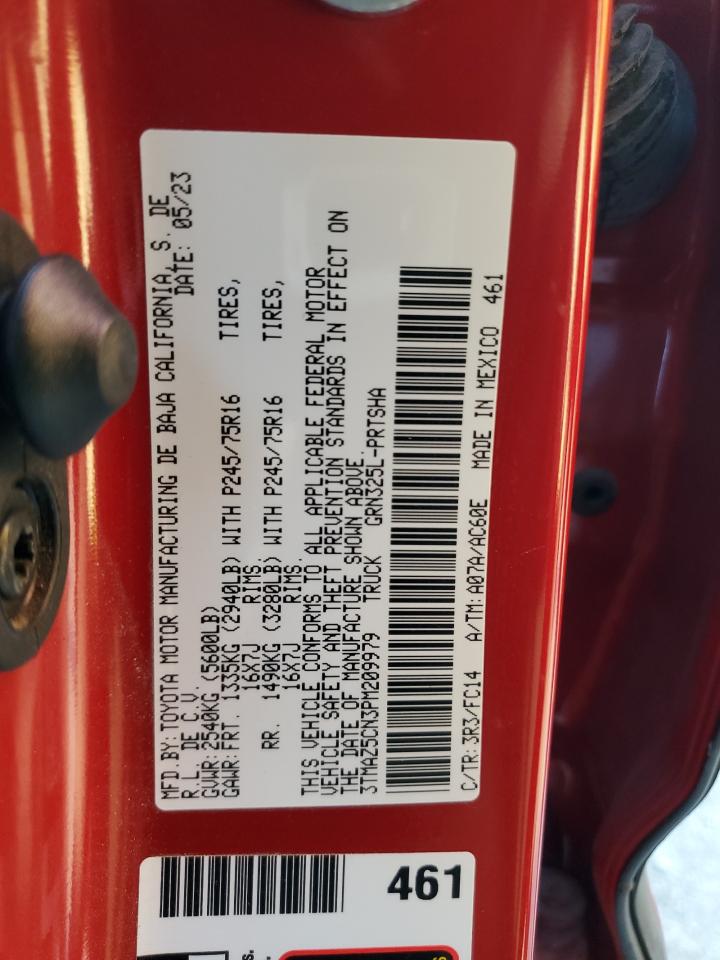 MFD.BY:TOYOTA MOTOR MANUFACTURING DE BAJA CALIFORNIA, S. DE
R.L. DE C.V. DATE: 05/23
GVWR:2540KG (5600LB)
GAWR:FRT. 1335KG (2940LB) WITH P245/75R16 TIRES,
16X7J RIMS.
RR. 1490KG (3280LB) WITH P245/75R16 TIRES,
16X7J RIMS.
THIS VEHICLE CONFORMS TO ALL APPLICABLE FEDERAL MOTOR
VEHICLE SAFETY AND THEFT PREVENTION STANDARDS IN EFFECT ON
THE DATE OF MANUFACTURE SHOWN ABOVE.
3TMAZ5CN3PM209979 TRUCK GRN325L-PRTSHA
C/TR:3R3/FC14 A/TM:A07A/AC60E MADE IN MEXICO 461
461